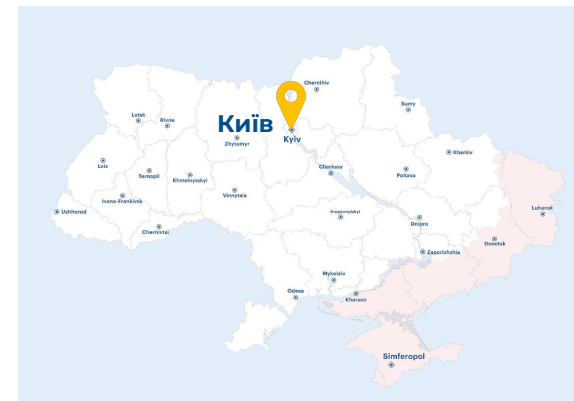 Chernihiv
Sumy
Lutsk
Rivne
Київ
Kyiv
Zhytomyr
Kharkiv
Lviv
Ternopil
Khmelnytskyi
Cherkasy
Poltava
Vinnytsia
Ivano-Frankivsk
Uzhhorod
Chernivtsi
Kropyvnytskyi
Dnipro
Luhansk
Donetsk
Zaporizhzhia
Mykolaiv
Odesa
Kherson
Simferopol